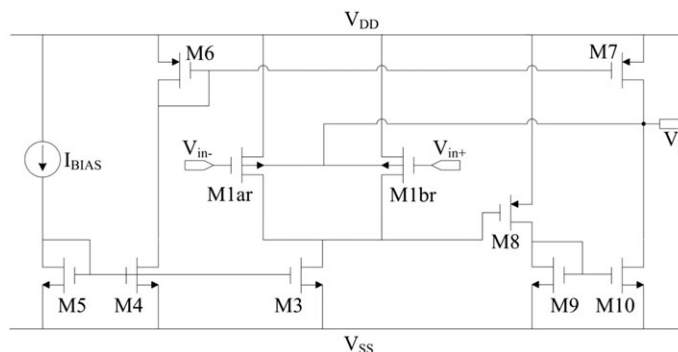 V_DD
M6
M7
V_in-
V_in+
V
I_BIAS
M1ar
M1br
M8
M5
M4
M3
M9
M10
V_SS